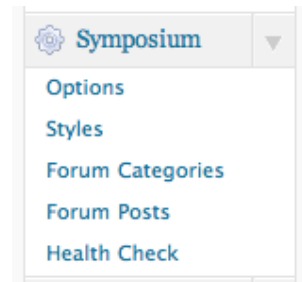 Symposium
Options
Styles
Forum Categories
Forum Posts
Health Check